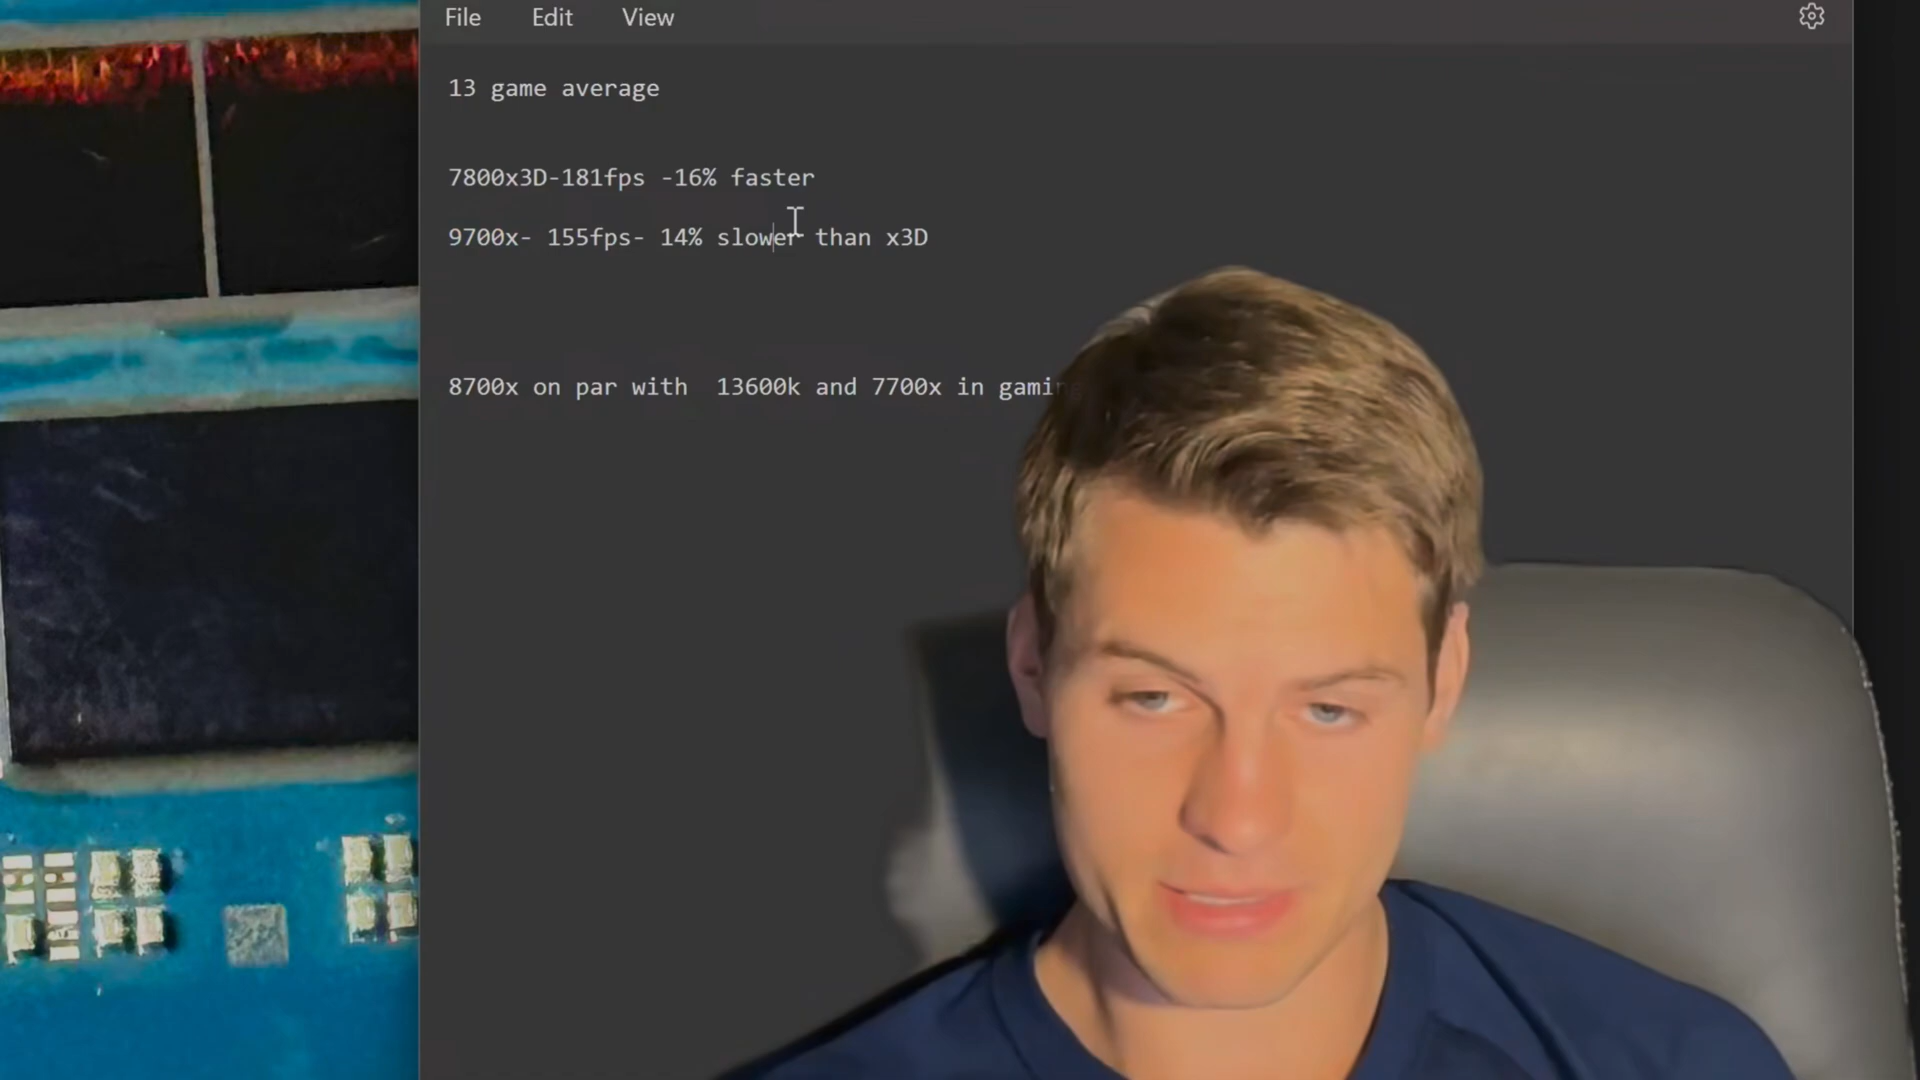 File Edit View
13 game average
7800x3D-181fps -16% faster
9700x- 155fps- 14% slower than x3D
8700x on par with  13600k and 7700x in gaming